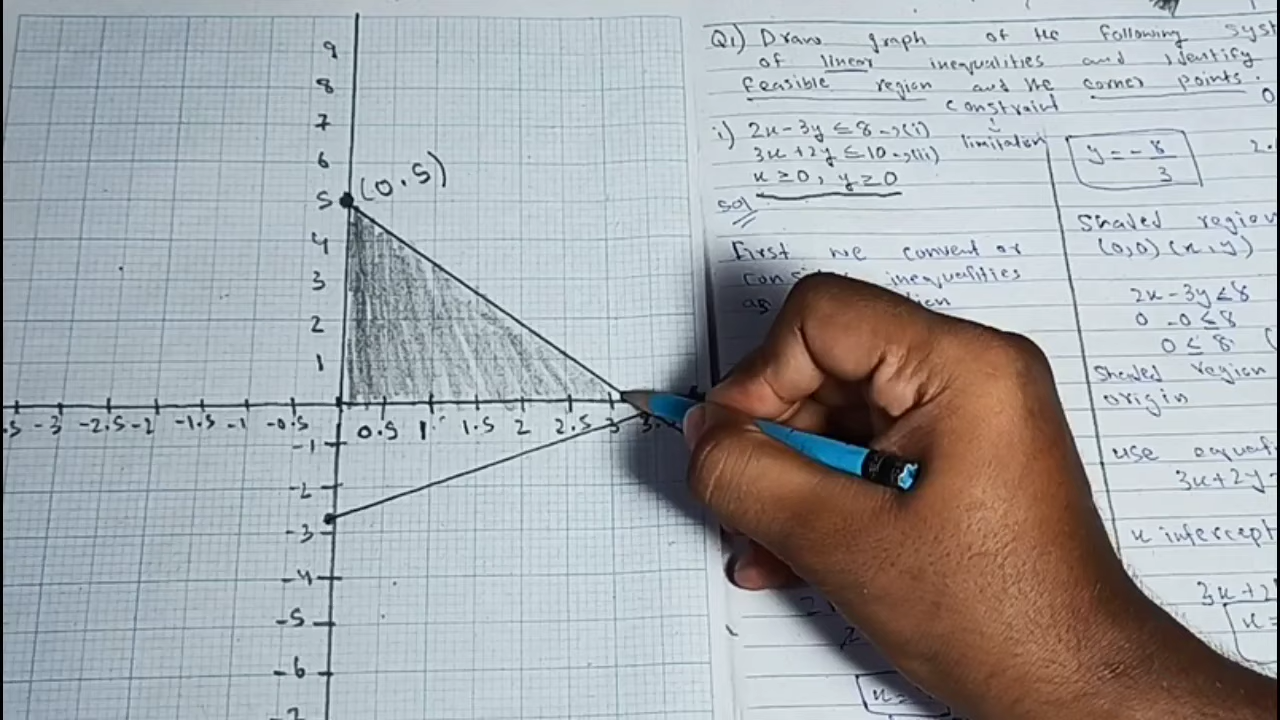 9
8
7
6
5
4
3
2
1
(0.5)
-3 -2.5 -2 -1.5 -1 -0.5 0.5 1 1.5 2 2.5 3
-1
-2
-3
-4
-5
-6
Q1) Draw graph of the following
of linear inequalities and identify
feasible region and the corner points.
constraint
i) 2x-3y ≤ 8 → (i) limitation
3x+2y ≤ 10 → (ii)
x ≥ 0, y ≥ 0
Sol
First we convert or
inequalities
as
y = -8/3
Shaded region
(0,0) (x,y)
2x - 3y ≤ 8
0 - 0 ≤ 8
0 ≤ 8
Shaded region
origin
use
3x+2y
x intercept
3x+2
x =